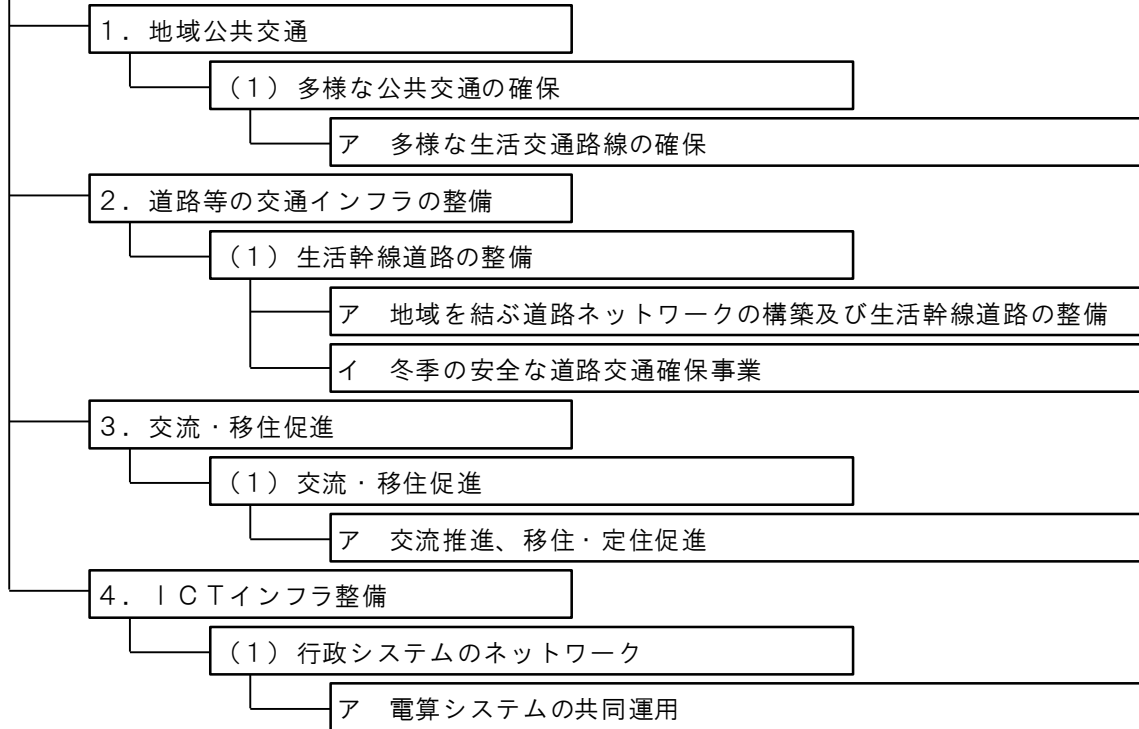 １．地域公共交通
（１）多様な公共交通の確保
ア　多様な生活交通路線の確保
２．道路等の交通インフラの整備
（１）生活幹線道路の整備
ア　地域を結ぶ道路ネットワークの構築及び生活幹線道路の整備
イ　冬季の安全な道路交通確保事業
３．交流・移住促進
（１）交流・移住促進
ア　交流推進、移住・定住促進
４．ＩＣＴインフラ整備
（１）行政システムのネットワーク
ア　電算システムの共同運用